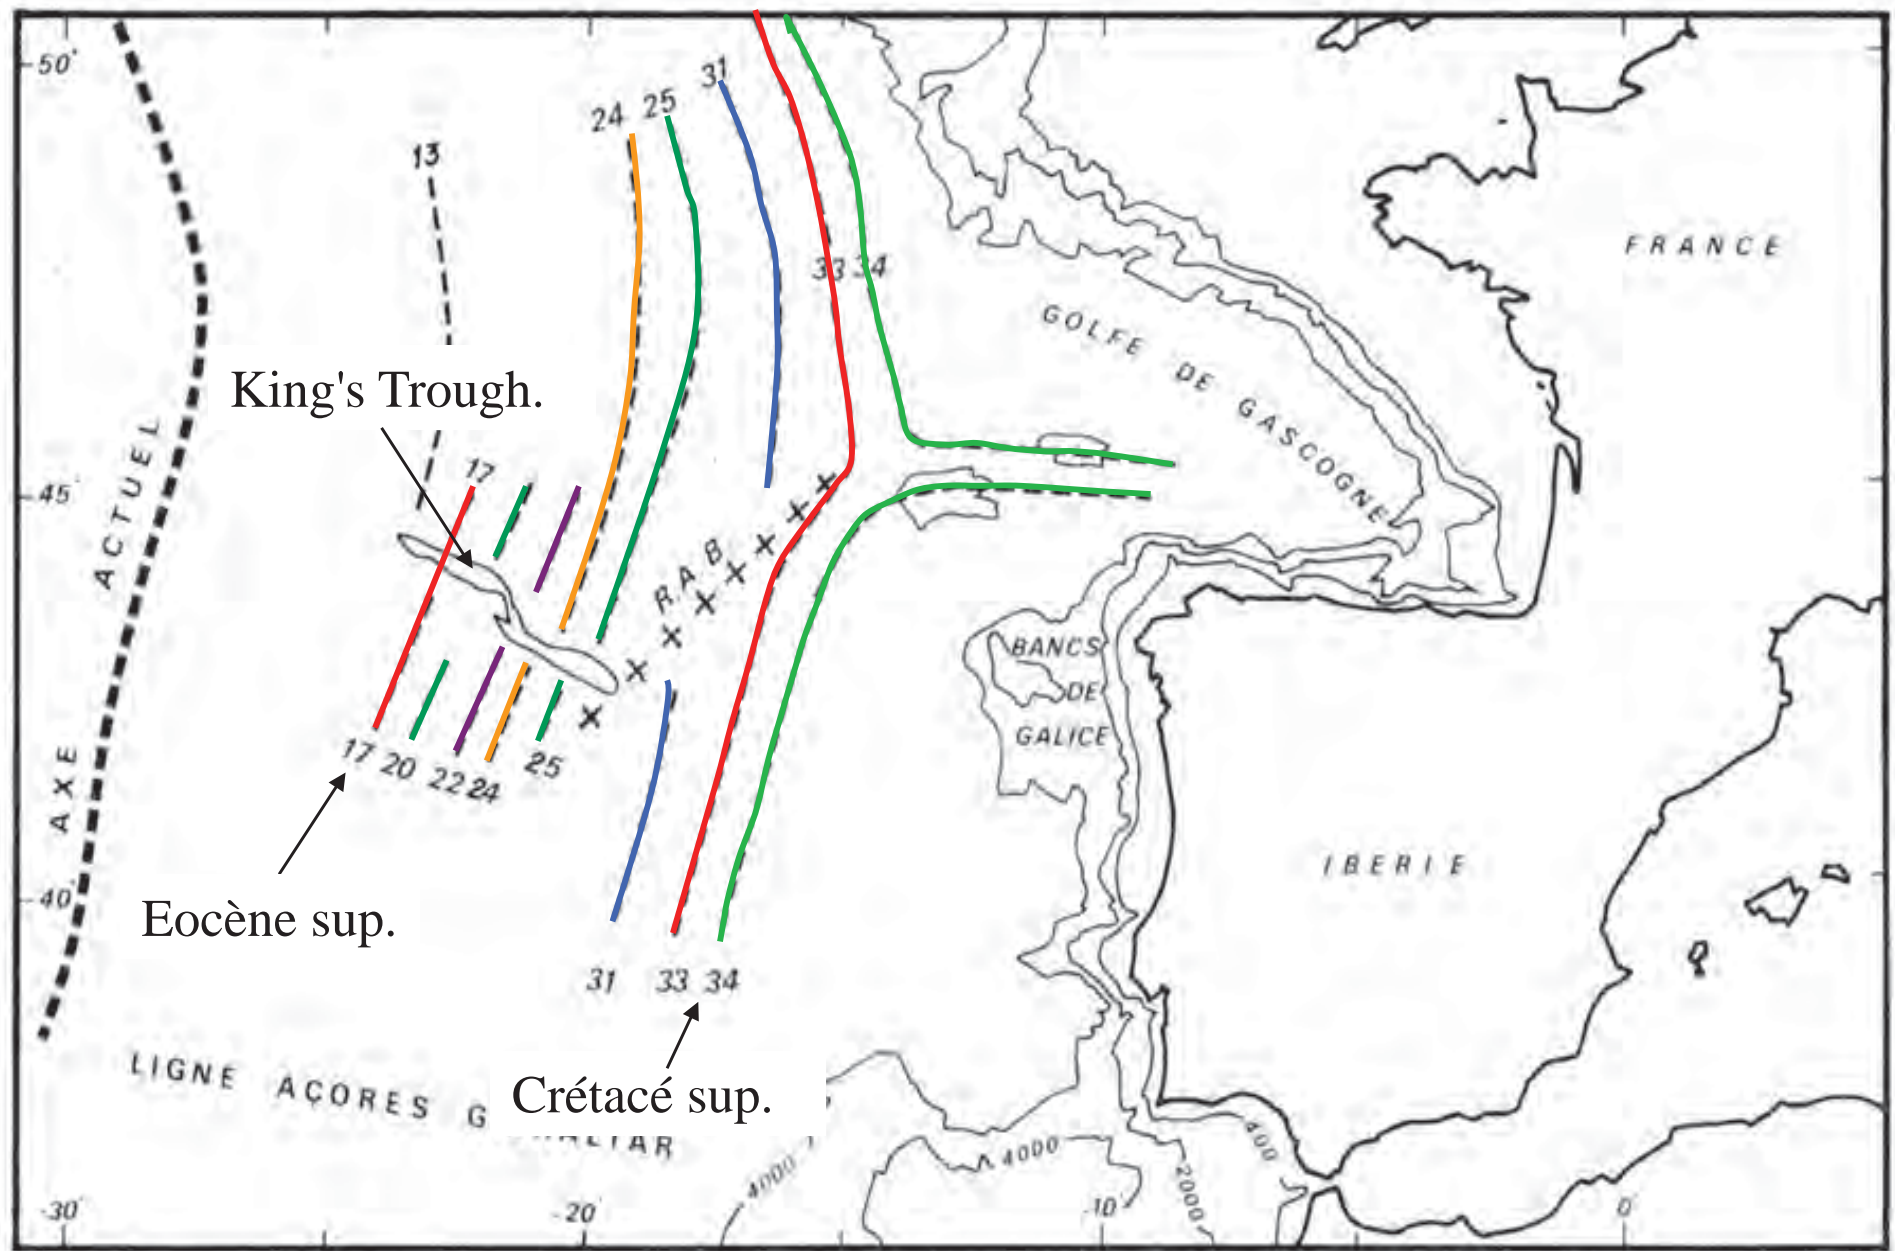 50°
31
24 25
13
33 34
FRANCE
GOLFE DE GASCOGNE
King's Trough.
17
45°
R.A.B.
AXE ACTUEL
BANCS
DE
GALICE
17 20 22 24 25
IBERIE
40°
Eocène sup.
31 33 34
LIGNE AÇORES G
Crétacé sup.
4000
4000
2000
400
-30° -20° -10° 0°